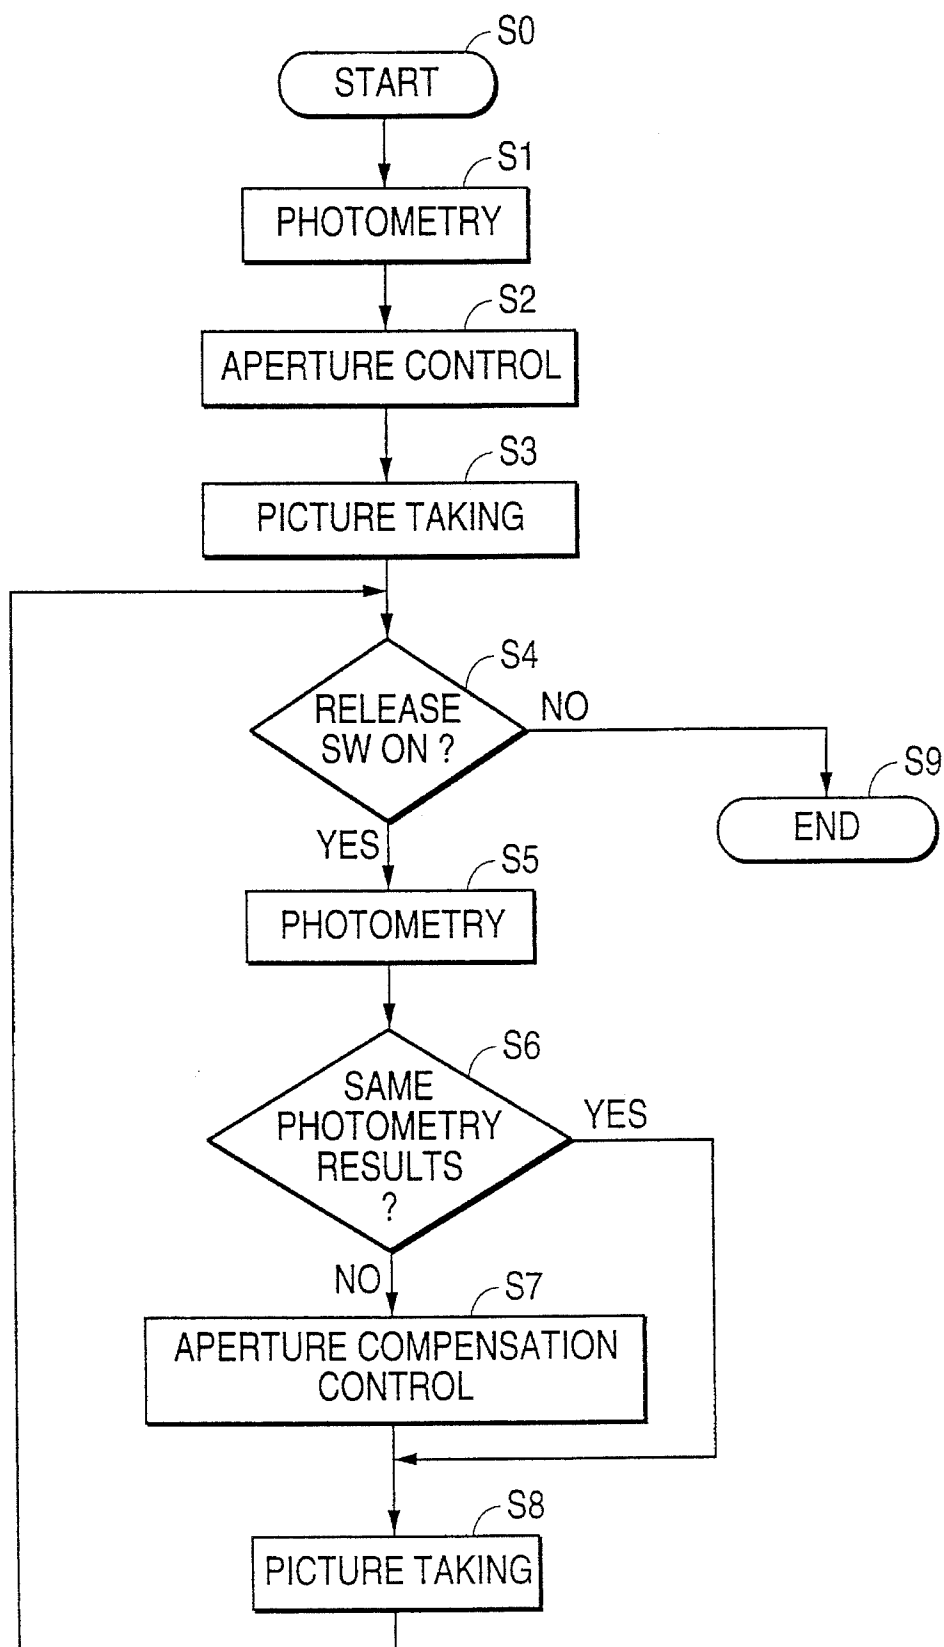 S0
START
S1
PHOTOMETRY
S2
APERTURE CONTROL
S3
PICTURE TAKING
S4
RELEASE
SW ON ?
NO
S9
END
YES
S5
PHOTOMETRY
S6
SAME
PHOTOMETRY
RESULTS
?
YES
NO
S7
APERTURE COMPENSATION
CONTROL
S8
PICTURE TAKING